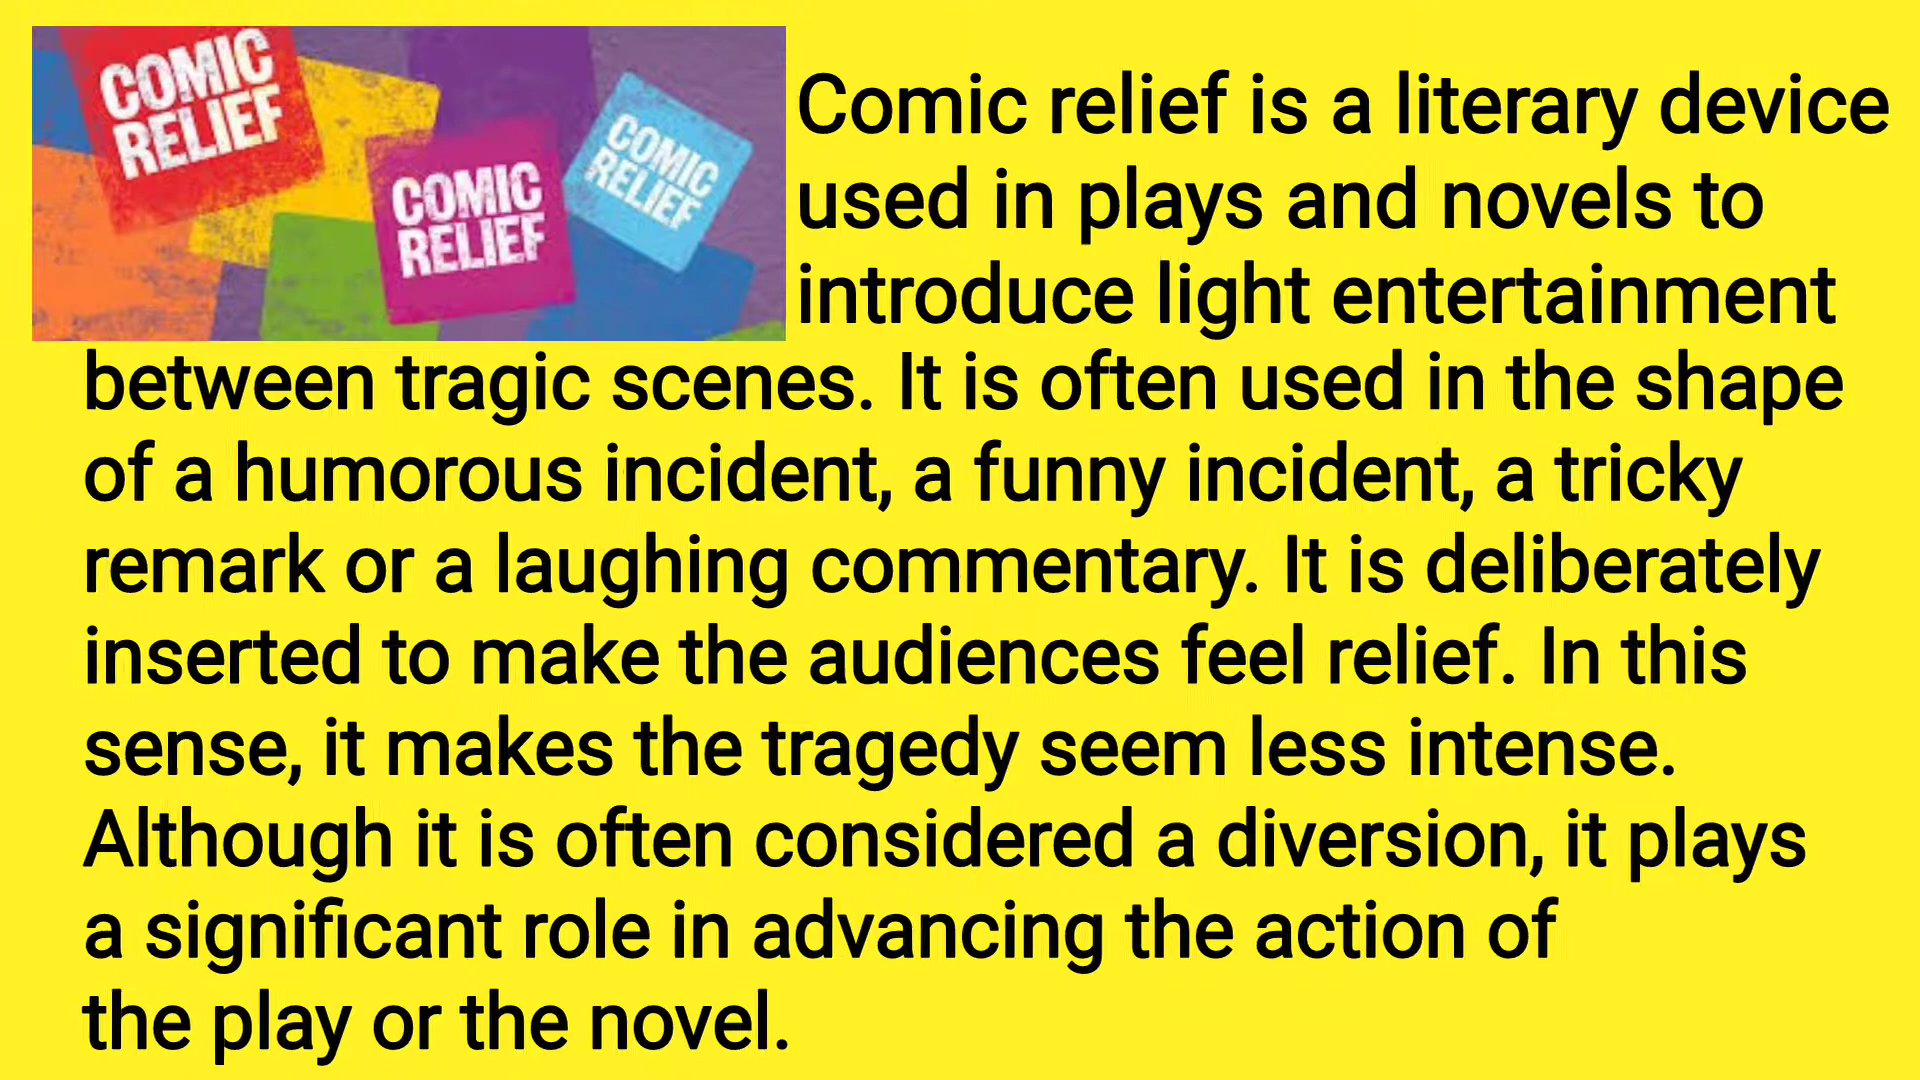 COMIC
RELIEF
COMIC
RELIEF
COMIC
RELIEF
Comic relief is a literary device
used in plays and novels to
introduce light entertainment
between tragic scenes. It is often used in the shape
of a humorous incident, a funny incident, a tricky
remark or a laughing commentary. It is deliberately
inserted to make the audiences feel relief. In this
sense, it makes the tragedy seem less intense.
Although it is often considered a diversion, it plays
a significant role in advancing the action of
the play or the novel.